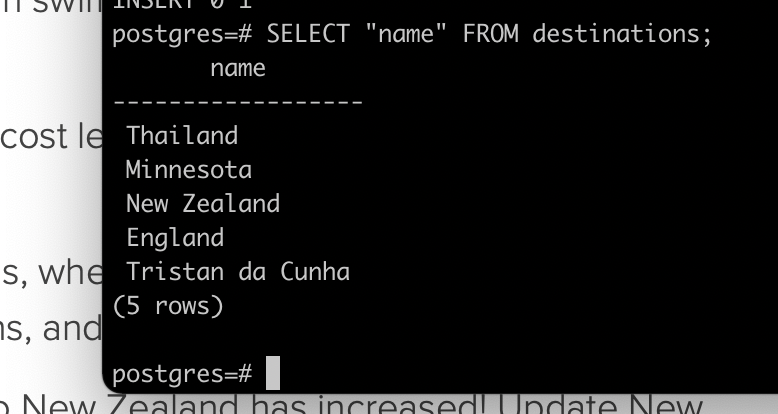 INSERT 0 1
postgres=# SELECT "name" FROM destinations;
name
------------------
Thailand
Minnesota
New Zealand
England
Tristan da Cunha
(5 rows)
postgres=#
cost le
s, whe
ns, and
o New Zealand has increased! Update New